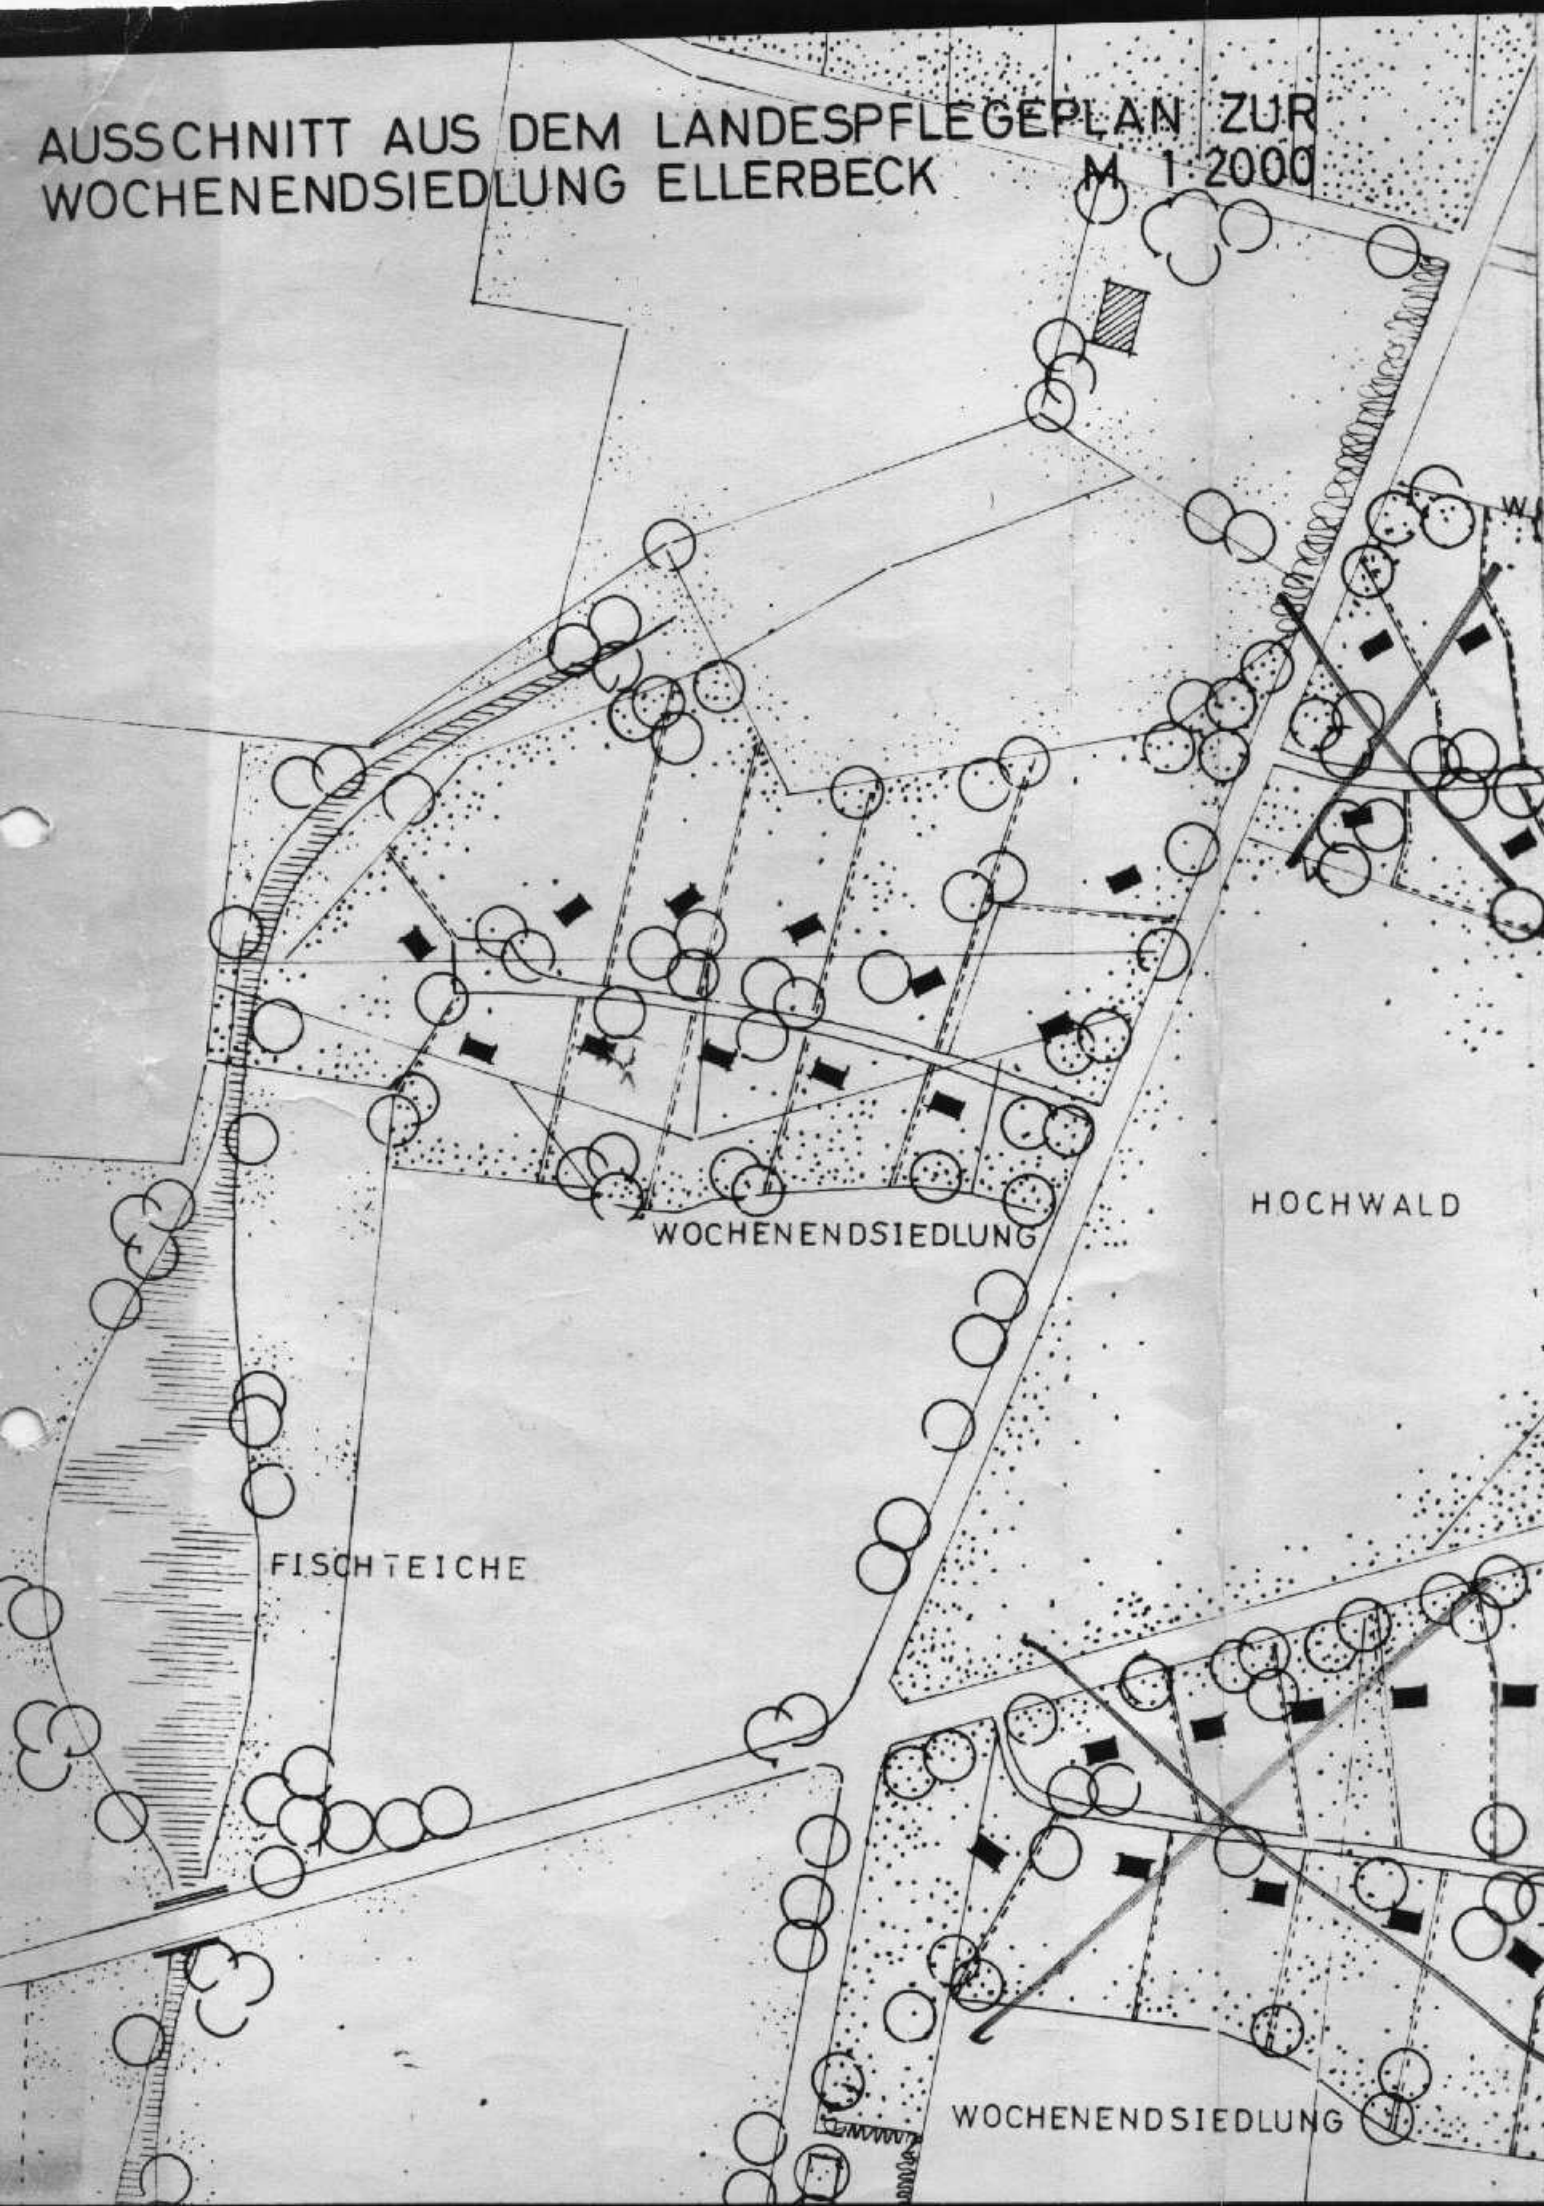 AUSSCHNITT AUS DEM LANDESPFLEGEPLAN ZUR
WOCHENENDSIEDLUNG ELLERBECK M 1:2000
HOCHWALD
WOCHENENDSIEDLUNG
FISCHTEICHE
WOCHENENDSIEDLUNG